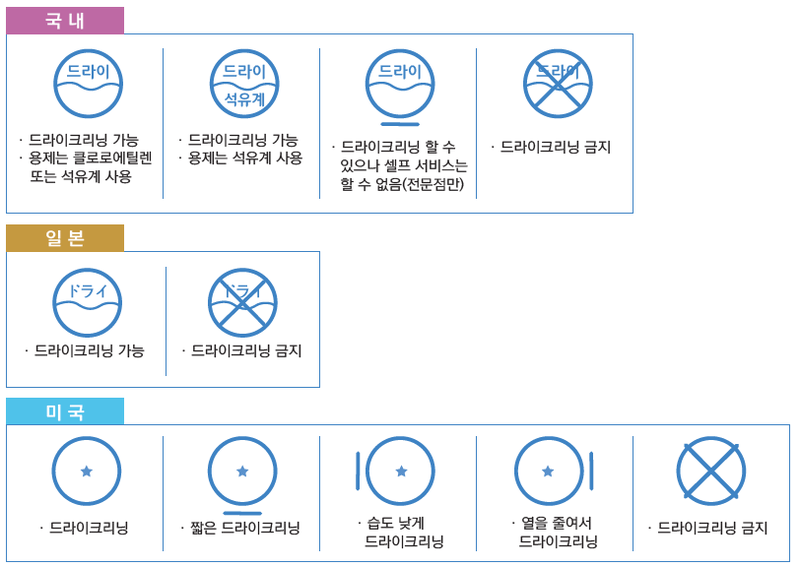 국 내
드라이
드라이
석유계
드라이
드라이
· 드라이크리닝 가능
· 용제는 클로로에틸렌
또는 석유계 사용
· 드라이크리닝 가능
· 용제는 석유계 사용
· 드라이크리닝 할 수
있으나 셀프 서비스는
할 수 없음(전문점만)
· 드라이크리닝 금지
일 본
ドライ
ドライ
· 드라이크리닝 가능
· 드라이크리닝 금지
미 국
· 드라이크리닝
· 짧은 드라이크리닝
· 습도 낮게
드라이크리닝
· 열을 줄여서
드라이크리닝
· 드라이크리닝 금지